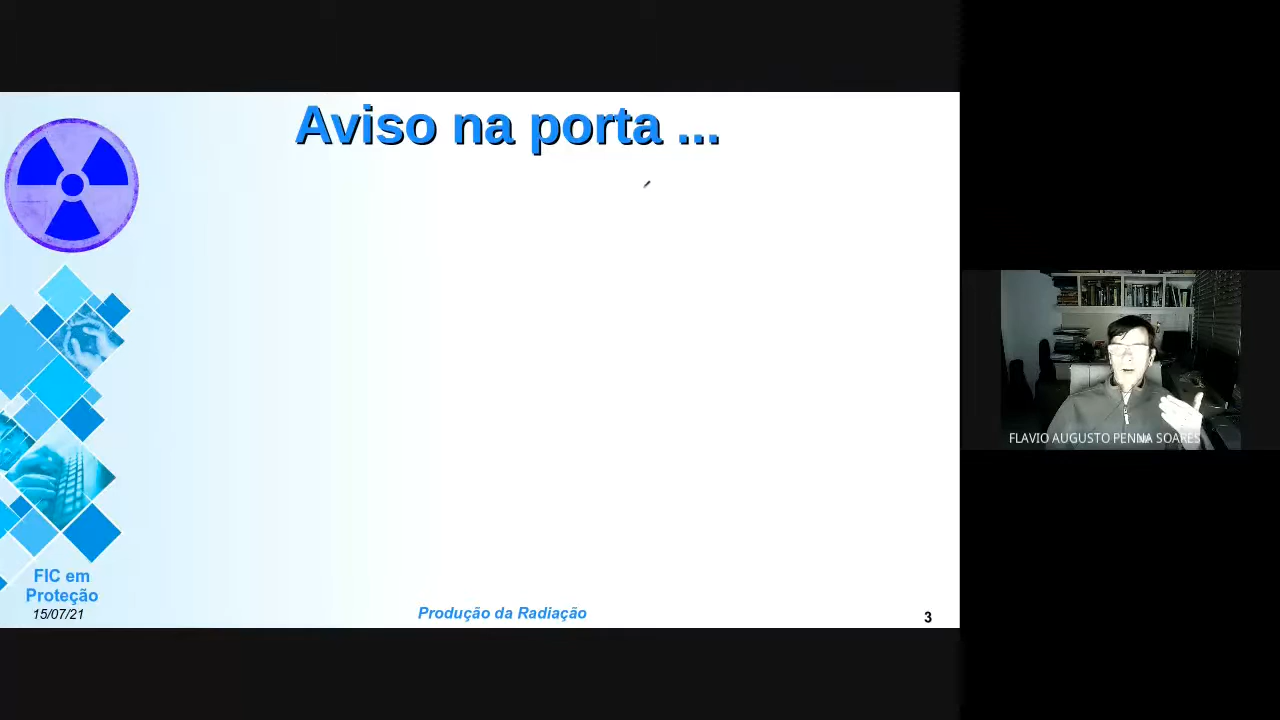 Aviso na porta ...
FIC em
Proteção
15/07/21
Produção da Radiação
3
FLAVIO AUGUSTO PENNA SOARES